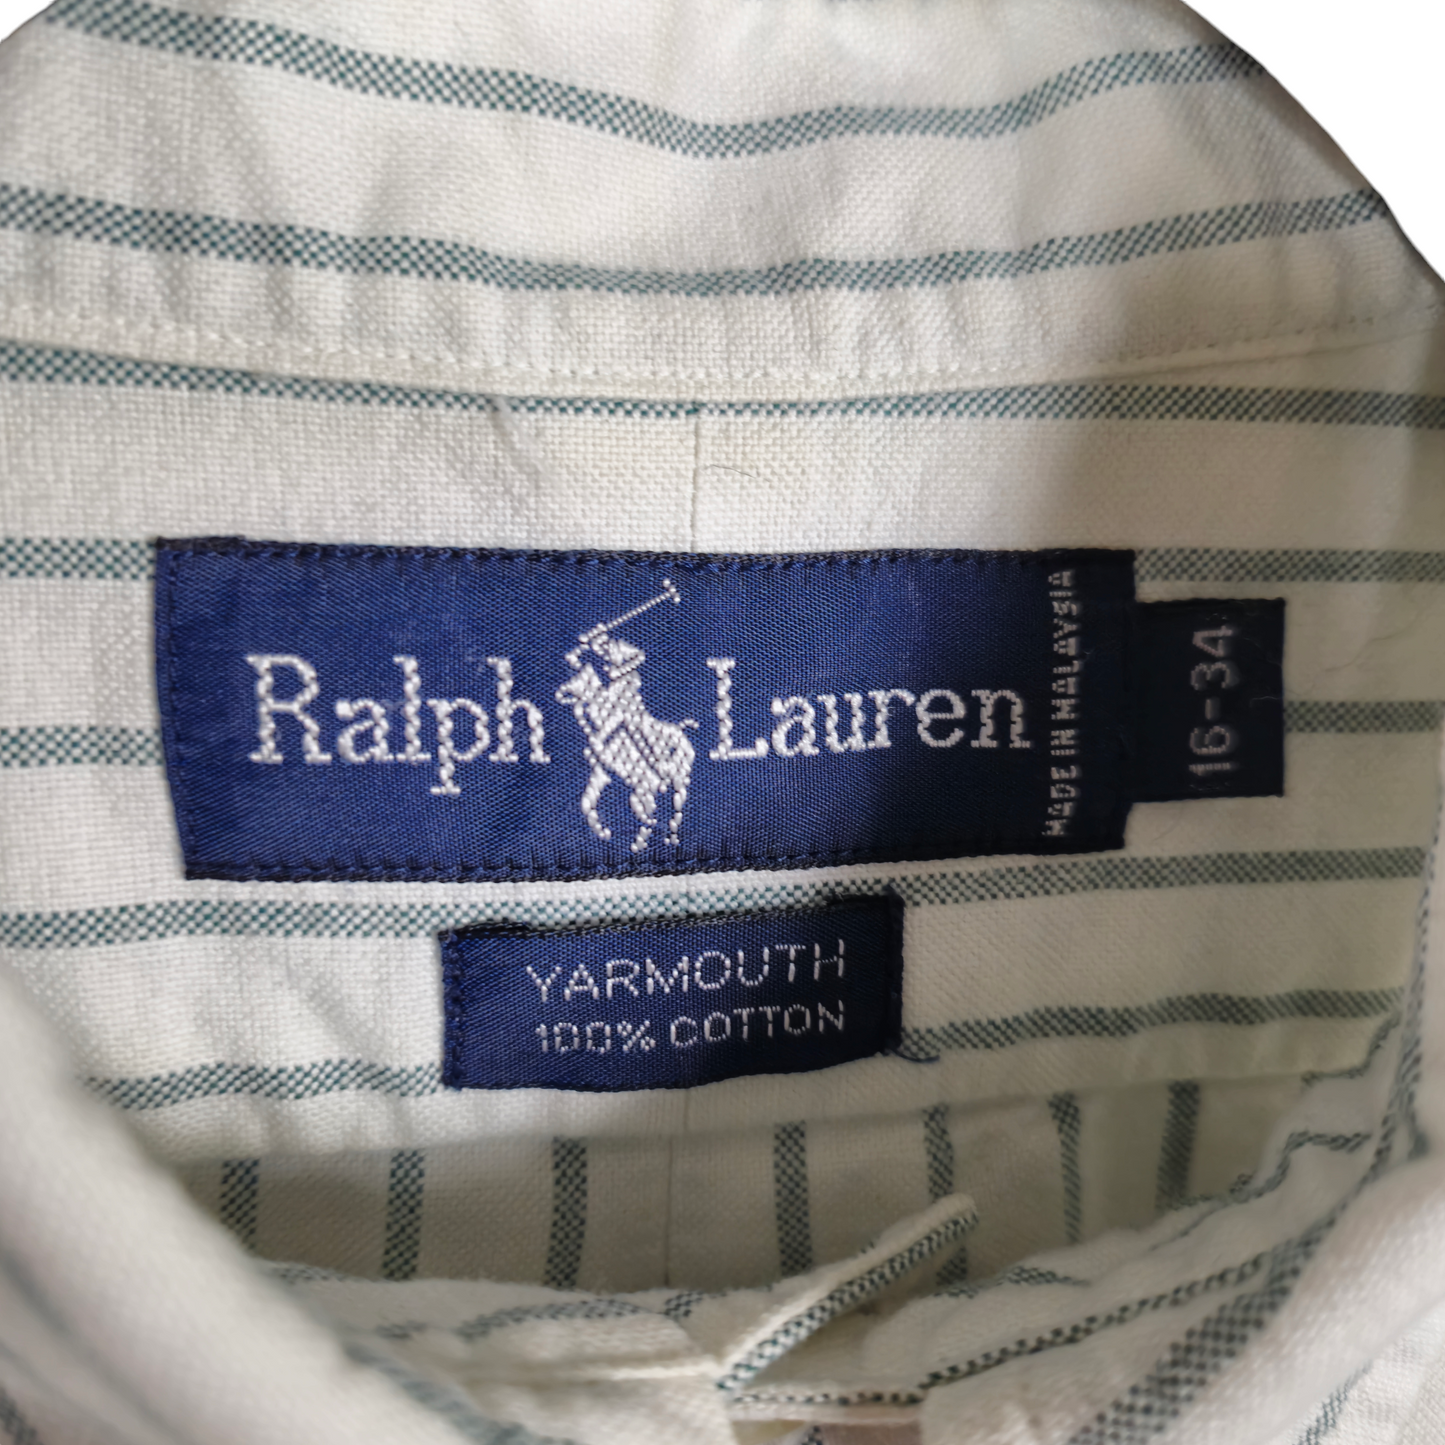 Ralph Lauren
MADE IN MALAYSIA
16-34
YARMOUTH
100% COTTON